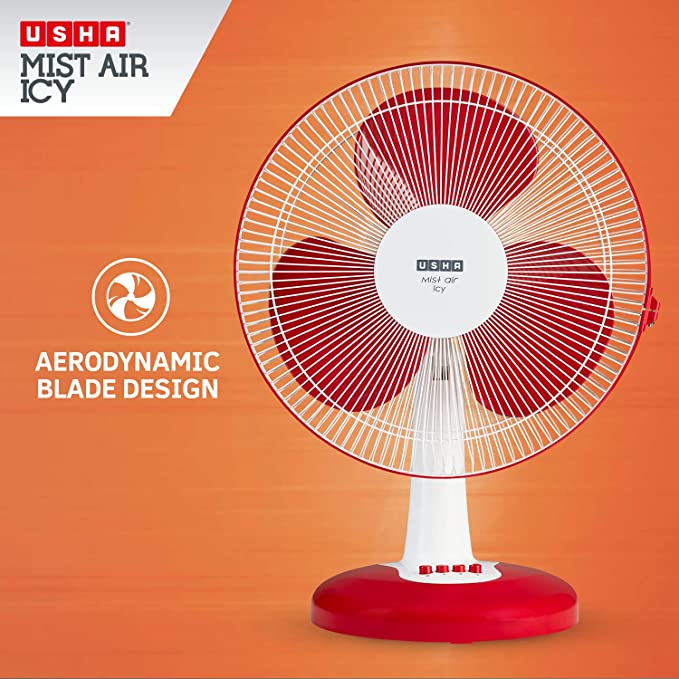 USHA
MIST AIR
ICY
USHA
Mist air
icy
AERODYNAMIC
BLADE DESIGN